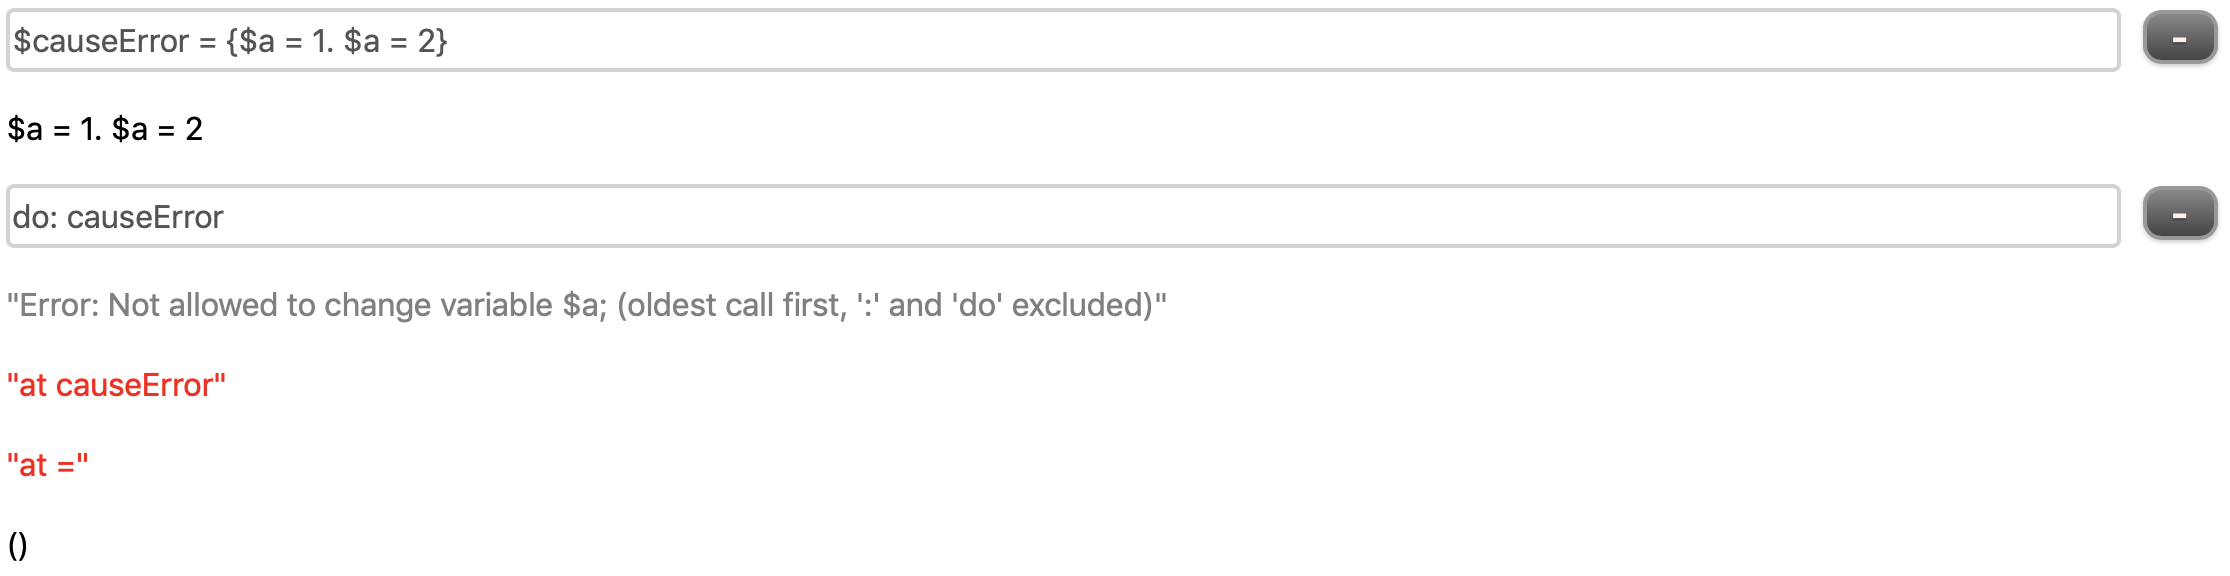 $causeError = {$a = 1. $a = 2}
-
$a = 1. $a = 2
do: causeError
-
"Error: Not allowed to change variable $a; (oldest call first, ':' and 'do' excluded)"
"at causeError"
"at ="
()